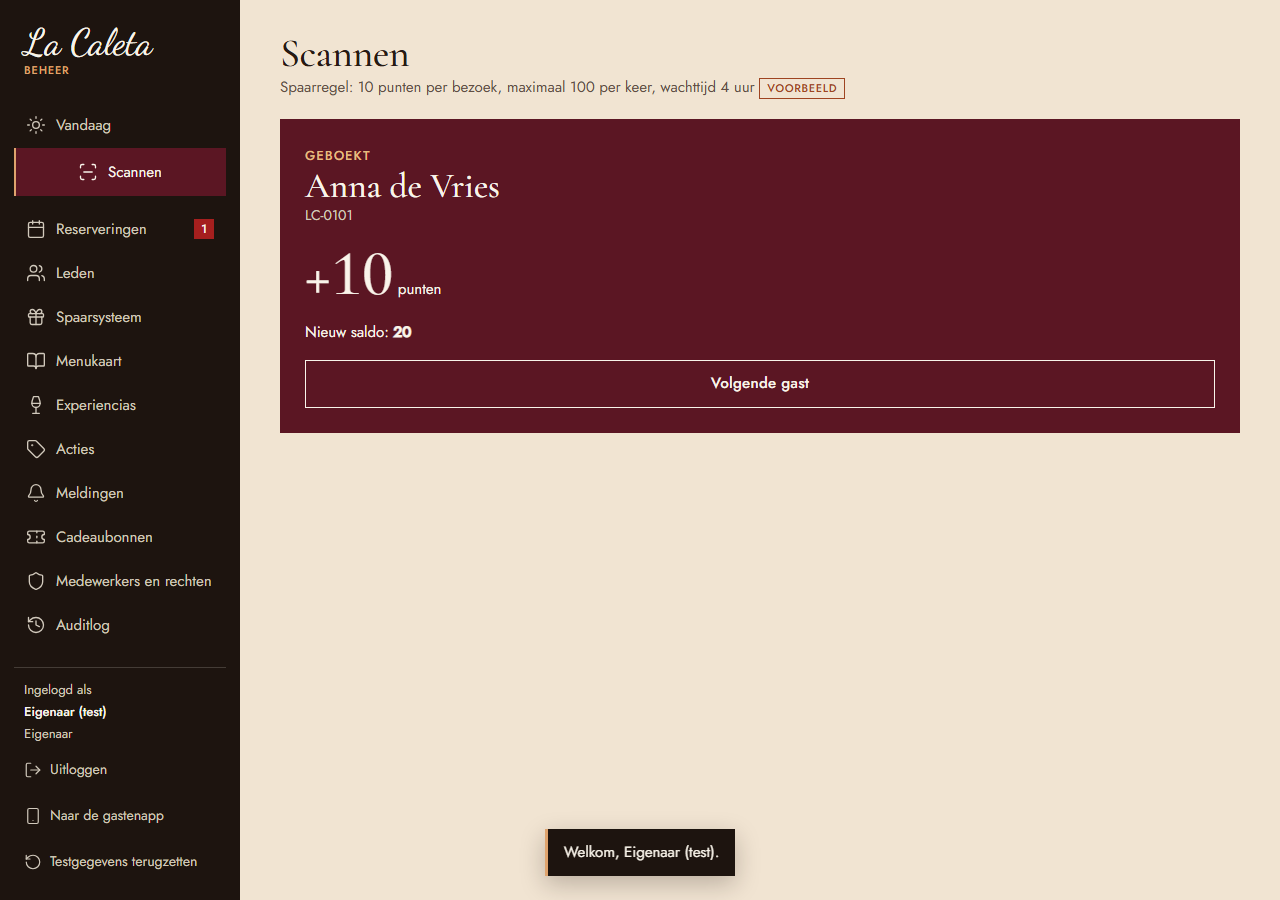 La Caleta
BEHEER
Vandaag
Scannen
Reserveringen 1
Leden
Spaarsysteem
Menukaart
Experiencias
Acties
Meldingen
Cadeaubonnen
Medewerkers en rechten
Auditlog
Ingelogd als
Eigenaar (test)
Eigenaar
Uitloggen
Naar de gastenapp
Testgegevens terugzetten
Scannen
Spaarregel: 10 punten per bezoek, maximaal 100 per keer, wachttijd 4 uur VOORBEELD
GEBOEKT
Anna de Vries
LC-0101
+10 punten
Nieuw saldo: 20
Volgende gast
Welkom, Eigenaar (test).